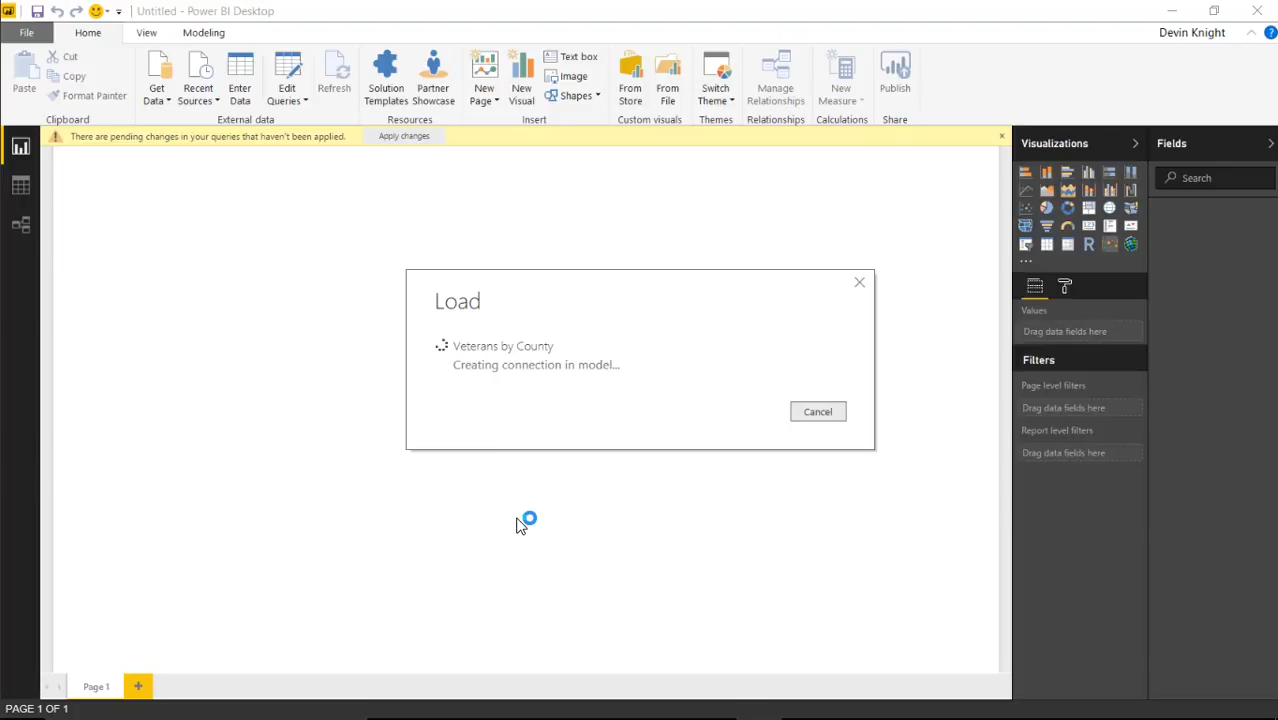 Untitled - Power BI Desktop
File
Home
View
Modeling
Devin Knight
Paste
Cut
Copy
Format Painter
Clipboard
Get Data
Recent Sources
Enter Data
Edit Queries
Refresh
External data
Solution Templates
Partner Showcase
Resources
New Page
New Visual
Text box
Image
Shapes
Insert
From Store
From File
Custom visuals
Switch Theme
Themes
Manage Relationships
Relationships
New Measure
Calculations
Publish
Share
There are pending changes in your queries that haven't been applied.
Apply changes
Visualizations
Fields
Search
R
Values
Drag data fields here
Filters
Page level filters
Drag data fields here
Report level filters
Drag data fields here
Load
Veterans by County
Creating connection in model...
Cancel
Page 1
PAGE 1 OF 1